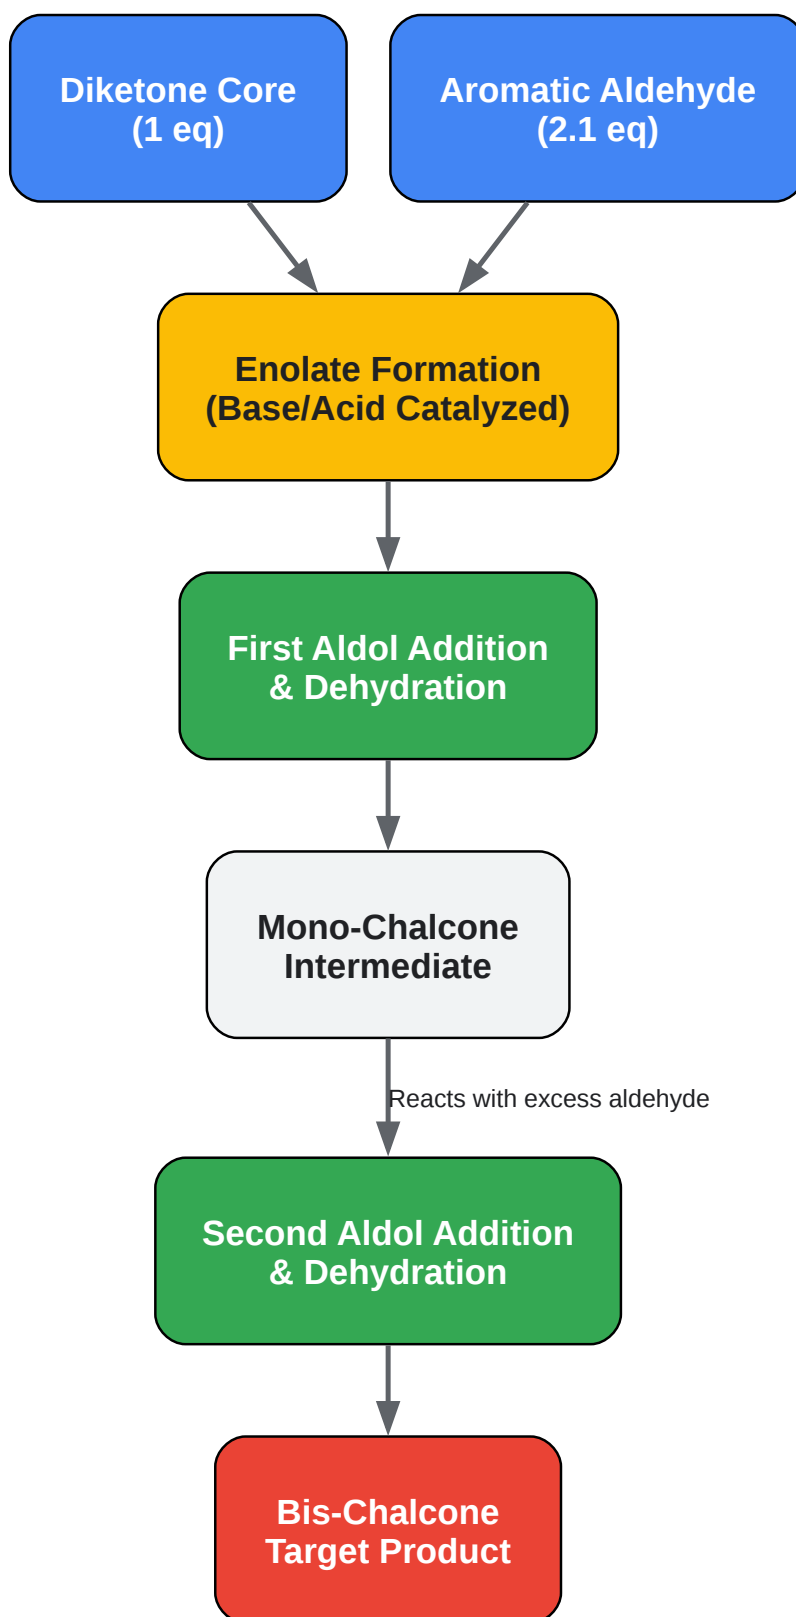 Diketone Core
(1 eq)
Aromatic Aldehyde
(2.1 eq)
Enolate Formation
(Base/Acid Catalyzed)
First Aldol Addition
& Dehydration
Mono-Chalcone
Intermediate
Reacts with excess aldehyde
Second Aldol Addition
& Dehydration
Bis-Chalcone
Target Product